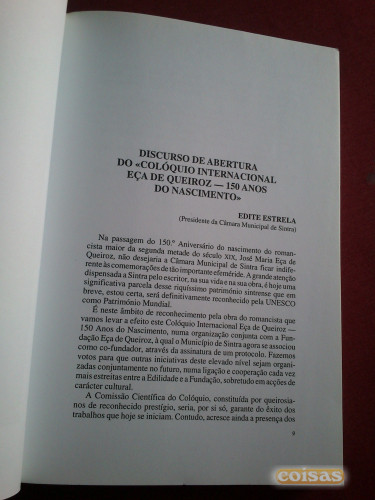 DISCURSO DE ABERTURA
DO «COLÓQUIO INTERNACIONAL
EÇA DE QUEIROZ — 150 ANOS
DO NASCIMENTO»
EDITE ESTRELA
(Presidente da Câmara Municipal de Sintra)
Na passagem do 150.º Aniversário do nascimento do roman-
cista maior da segunda metade do século XIX, José Maria Eça de
Queiroz, não desejaria a Câmara Municipal de Sintra ficar indife-
rente às comemorações de tão importante efeméride. A grande atenção
dispensada a Sintra pelo escritor, na sua vida e na sua obra, é hoje uma
significativa parcela desse riquíssimo património sintrense que em
breve, estou certa, será definitivamente reconhecido pela UNESCO
como Património Mundial.
É neste âmbito de reconhecimento pela obra do romancista que
vamos levar a efeito este Colóquio Internacional Eça de Queiroz —
150 Anos do Nascimento, numa organização conjunta com a Fun-
dação Eça de Queiroz, à qual o Município de Sintra agora se associou
como co-fundador, através da assinatura de um protocolo. Fazemos
votos para que outras iniciativas deste elevado nível sejam organi-
zadas conjuntamente no futuro, numa ligação e cooperação cada vez
mais estreitas entre a Edilidade e a Fundação, sobretudo em acções de
carácter cultural.
A Comissão Científica do Colóquio, constituída por queirosia-
nos de reconhecido prestígio, seria, por si só, garante do êxito dos
trabalhos que hoje se iniciam. Contudo, acresce ainda a presença dos
9
coisas